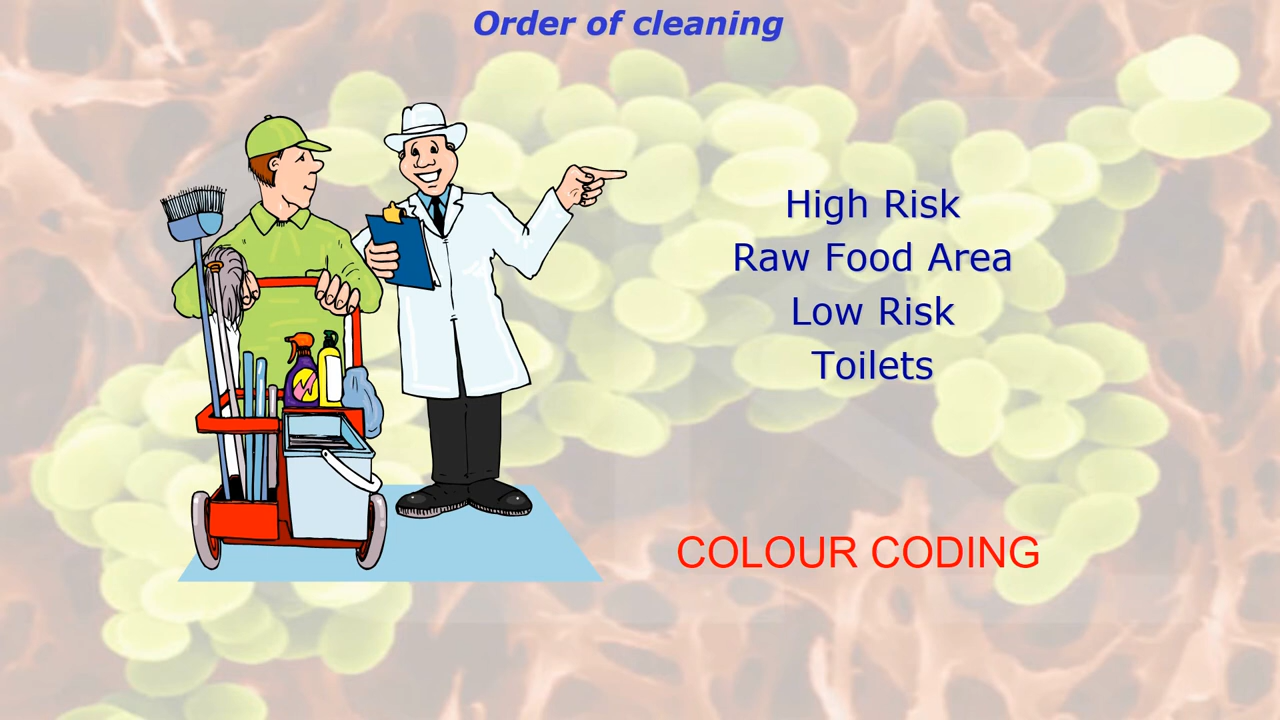 Order of cleaning
High Risk
Raw Food Area
Low Risk
Toilets
COLOUR CODING